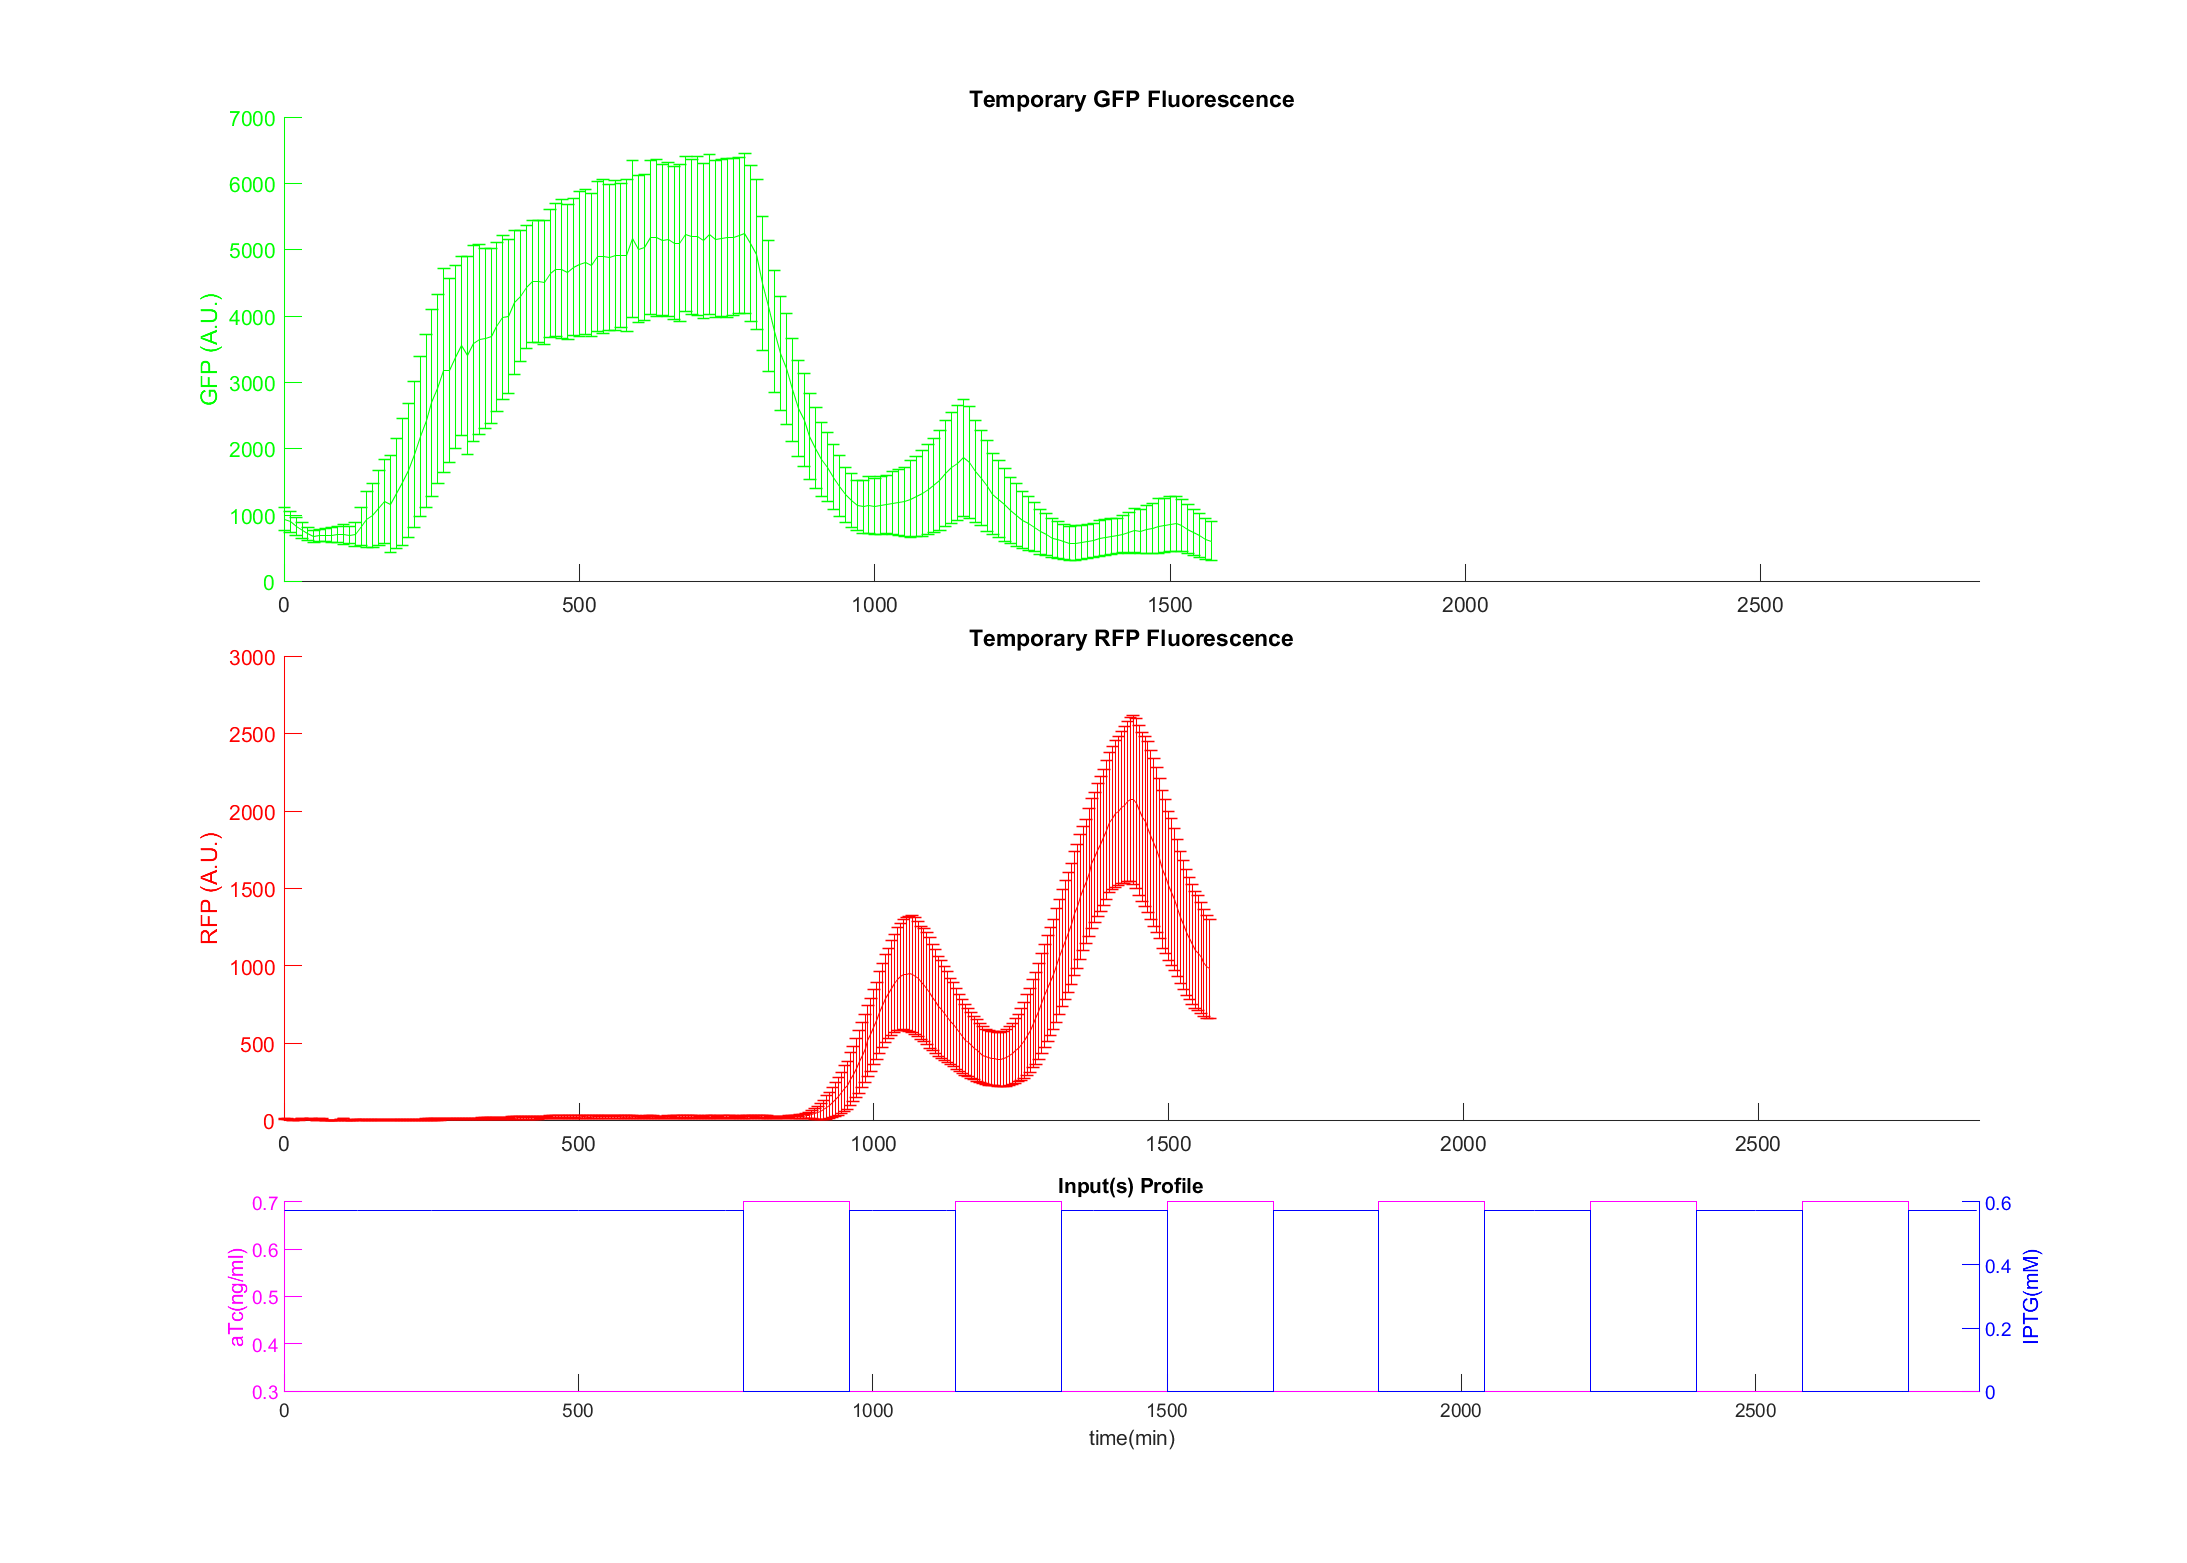 Temporary GFP Fluorescence
7000
6000
5000
4000
3000
2000
1000
0
GFP (A.U.)
0 500 1000 1500 2000 2500
Temporary RFP Fluorescence
3000
2500
2000
1500
1000
500
0
RFP (A.U.)
0 500 1000 1500 2000 2500
Input(s) Profile
0.7
0.6
0.5
0.4
0.3
aTc(ng/ml)
0.6
0.4
0.2
0
IPTG(mM)
0 500 1000 1500 2000 2500
time(min)